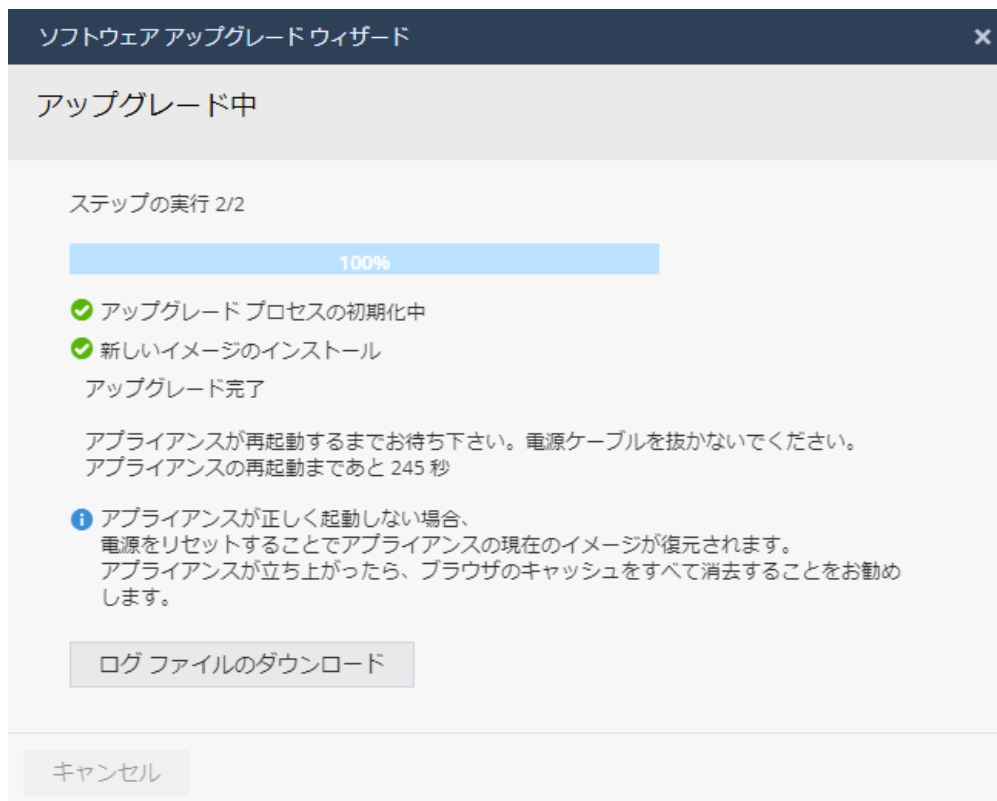 ソフトウェア アップグレード ウィザード
アップグレード中
ステップの実行 2/2
100%
アップグレード プロセスの初期化中
新しいイメージのインストール
アップグレード完了
アプライアンスが再起動するまでお待ち下さい。電源ケーブルを抜かないでください。
アプライアンスの再起動まであと 245 秒
アプライアンスが正しく起動しない場合、
電源をリセットすることでアプライアンスの現在のイメージが復元されます。
アプライアンスが立ち上がったら、ブラウザのキャッシュをすべて消去することをお勧め
します。
ログ ファイルのダウンロード
キャンセル